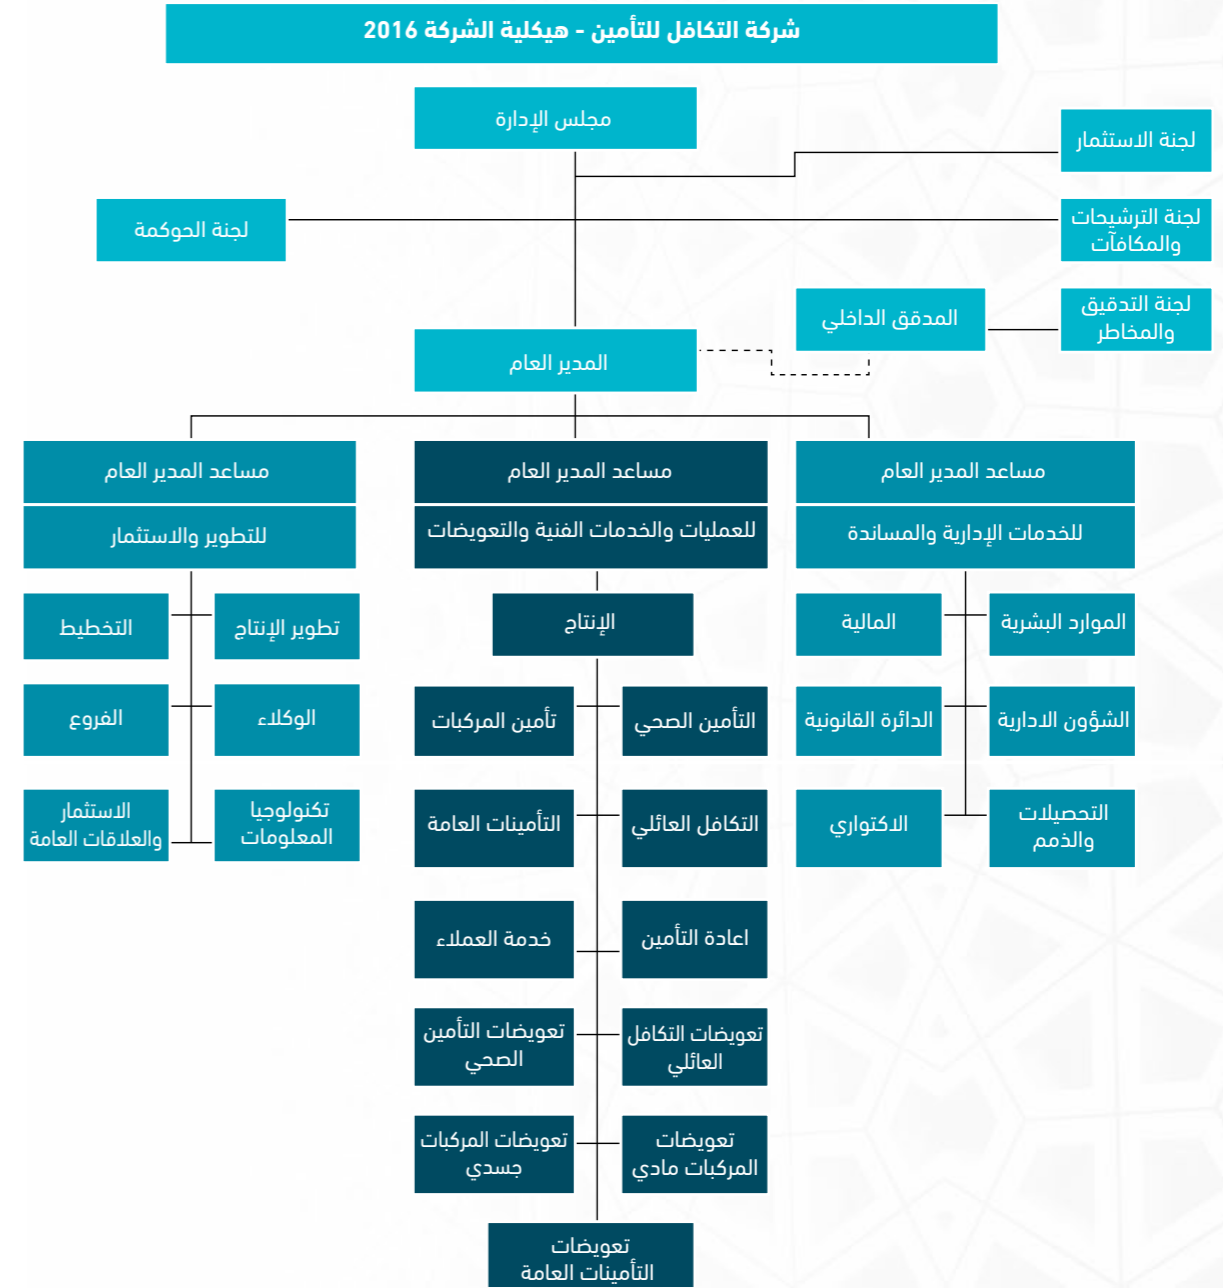 شركة التكافل للتأمين - هيكلية الشركة 2016
مجلس الإدارة
لجنة الاستثمار
لجنة الترشيحات
والمكافآت
لجنة الحوكمة
لجنة التدقيق
والمخاطر
المدقق الداخلي
المدير العام
مساعد المدير العام
للخدمات الإدارية والمساندة
الموارد البشرية
المالية
الشؤون الادارية
الدائرة القانونية
التحصيلات
والذمم
الاكتواري
مساعد المدير العام
للعمليات والخدمات الفنية والتعويضات
الإنتاج
التأمين الصحي
تأمين المركبات
التكافل العائلي
التأمينات العامة
اعادة التأمين
خدمة العملاء
تعويضات التكافل
العائلي
تعويضات التأمين
الصحي
تعويضات
المركبات مادي
تعويضات المركبات
جسدي
تعويضات
التأمينات العامة
مساعد المدير العام
للتطوير والاستثمار
تطوير الإنتاج
التخطيط
الوكلاء
الفروع
تكنولوجيا
المعلومات
الاستثمار
والعلاقات العامة